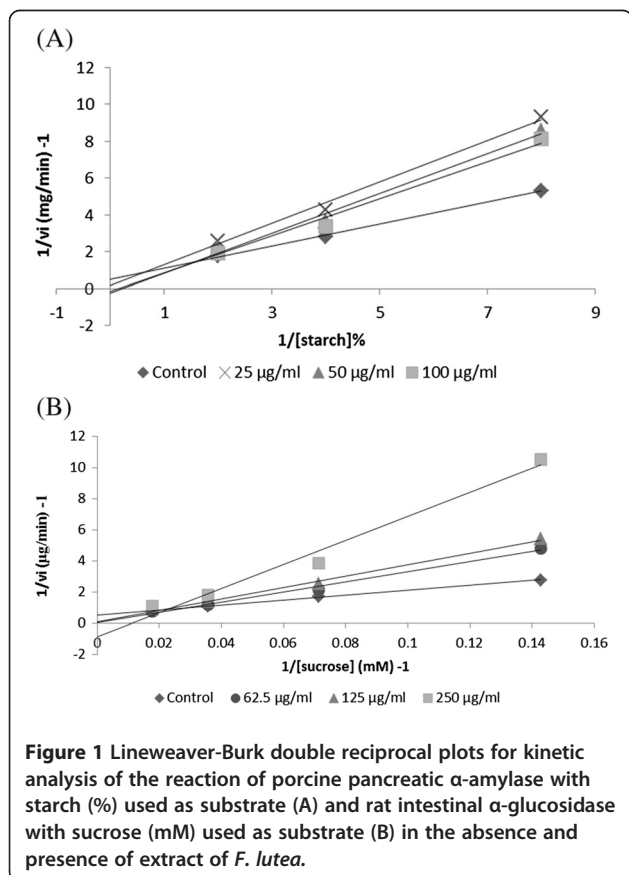 (A)
12
10
8
6
4
2
0
-2
1/vi (mg/min) -1
-1 1 3 5 7 9
1/[starch]%
Control 25 µg/ml 50 µg/ml 100 µg/ml
(B)
12
10
8
6
4
2
0
-2
1/vi (µg/min) -1
0 0.02 0.04 0.06 0.08 0.1 0.12 0.14 0.16
1/[sucrose] (mM) -1
Control 62.5 µg/ml 125 µg/ml 250 µg/ml
Figure 1 Lineweaver-Burk double reciprocal plots for kinetic
analysis of the reaction of porcine pancreatic α-amylase with
starch (%) used as substrate (A) and rat intestinal α-glucosidase
with sucrose (mM) used as substrate (B) in the absence and
presence of extract of F. lutea.